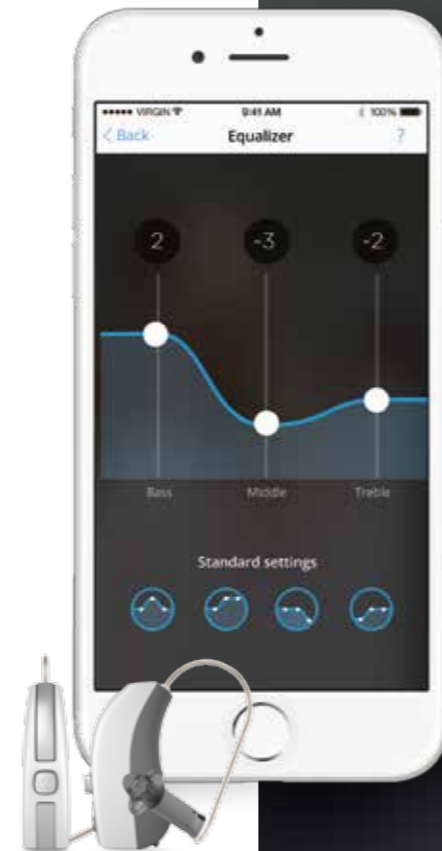 VIRGIN 9:41 AM 100%
< Back Equalizer ?
2 -3 -2
Bass Middle Treble
Standard settings